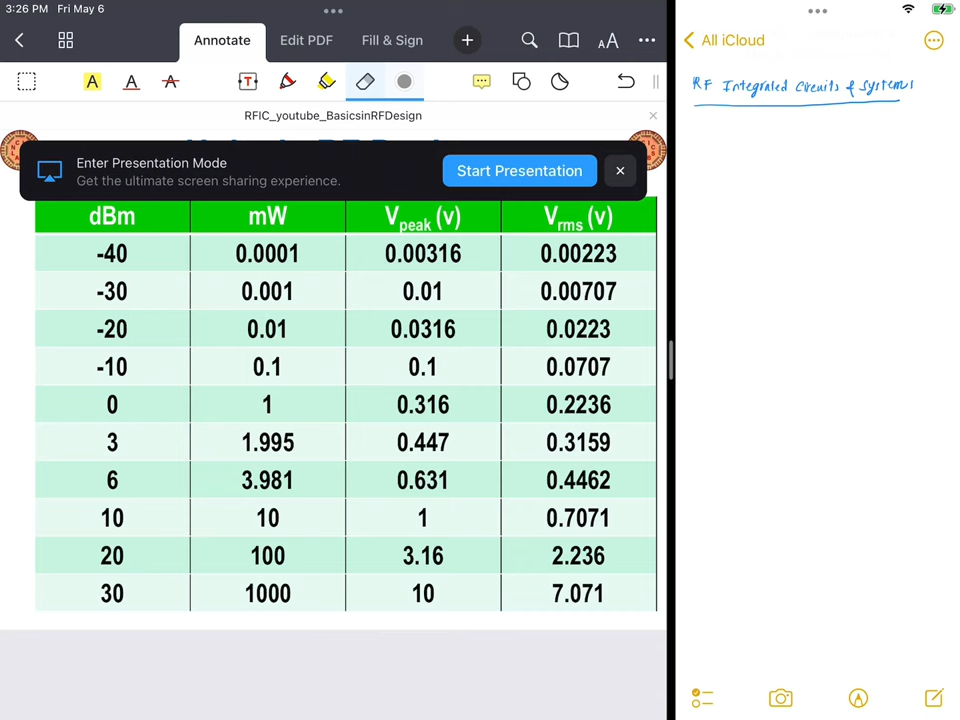 3:26 PM Fri May 6
All iCloud
Annotate
Edit PDF
Fill & Sign
AA
A
A
A
T
RFIC_youtube_BasicsinRFDesign
RF Integrated Circuits & Systems
Enter Presentation Mode
Get the ultimate screen sharing experience.
Start Presentation
dBm mW Vpeak (v) Vrms (v)
-40 0.0001 0.00316 0.00223
-30 0.001 0.01 0.00707
-20 0.01 0.0316 0.0223
-10 0.1 0.1 0.0707
0 1 0.316 0.2236
3 1.995 0.447 0.3159
6 3.981 0.631 0.4462
10 10 1 0.7071
20 100 3.16 2.236
30 1000 10 7.071